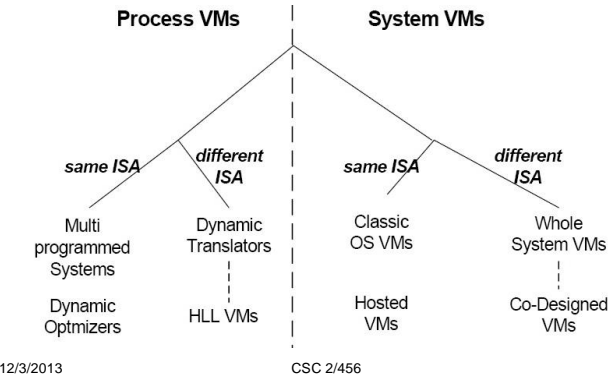 Process VMs
System VMs
same ISA
different
ISA
same ISA
different
ISA
Multi
programmed
Systems
Dynamic
Translators
Classic
OS VMs
Whole
System VMs
Dynamic
Optmizers
HLL VMs
Hosted
VMs
Co-Designed
VMs
12/3/2013
CSC 2/456